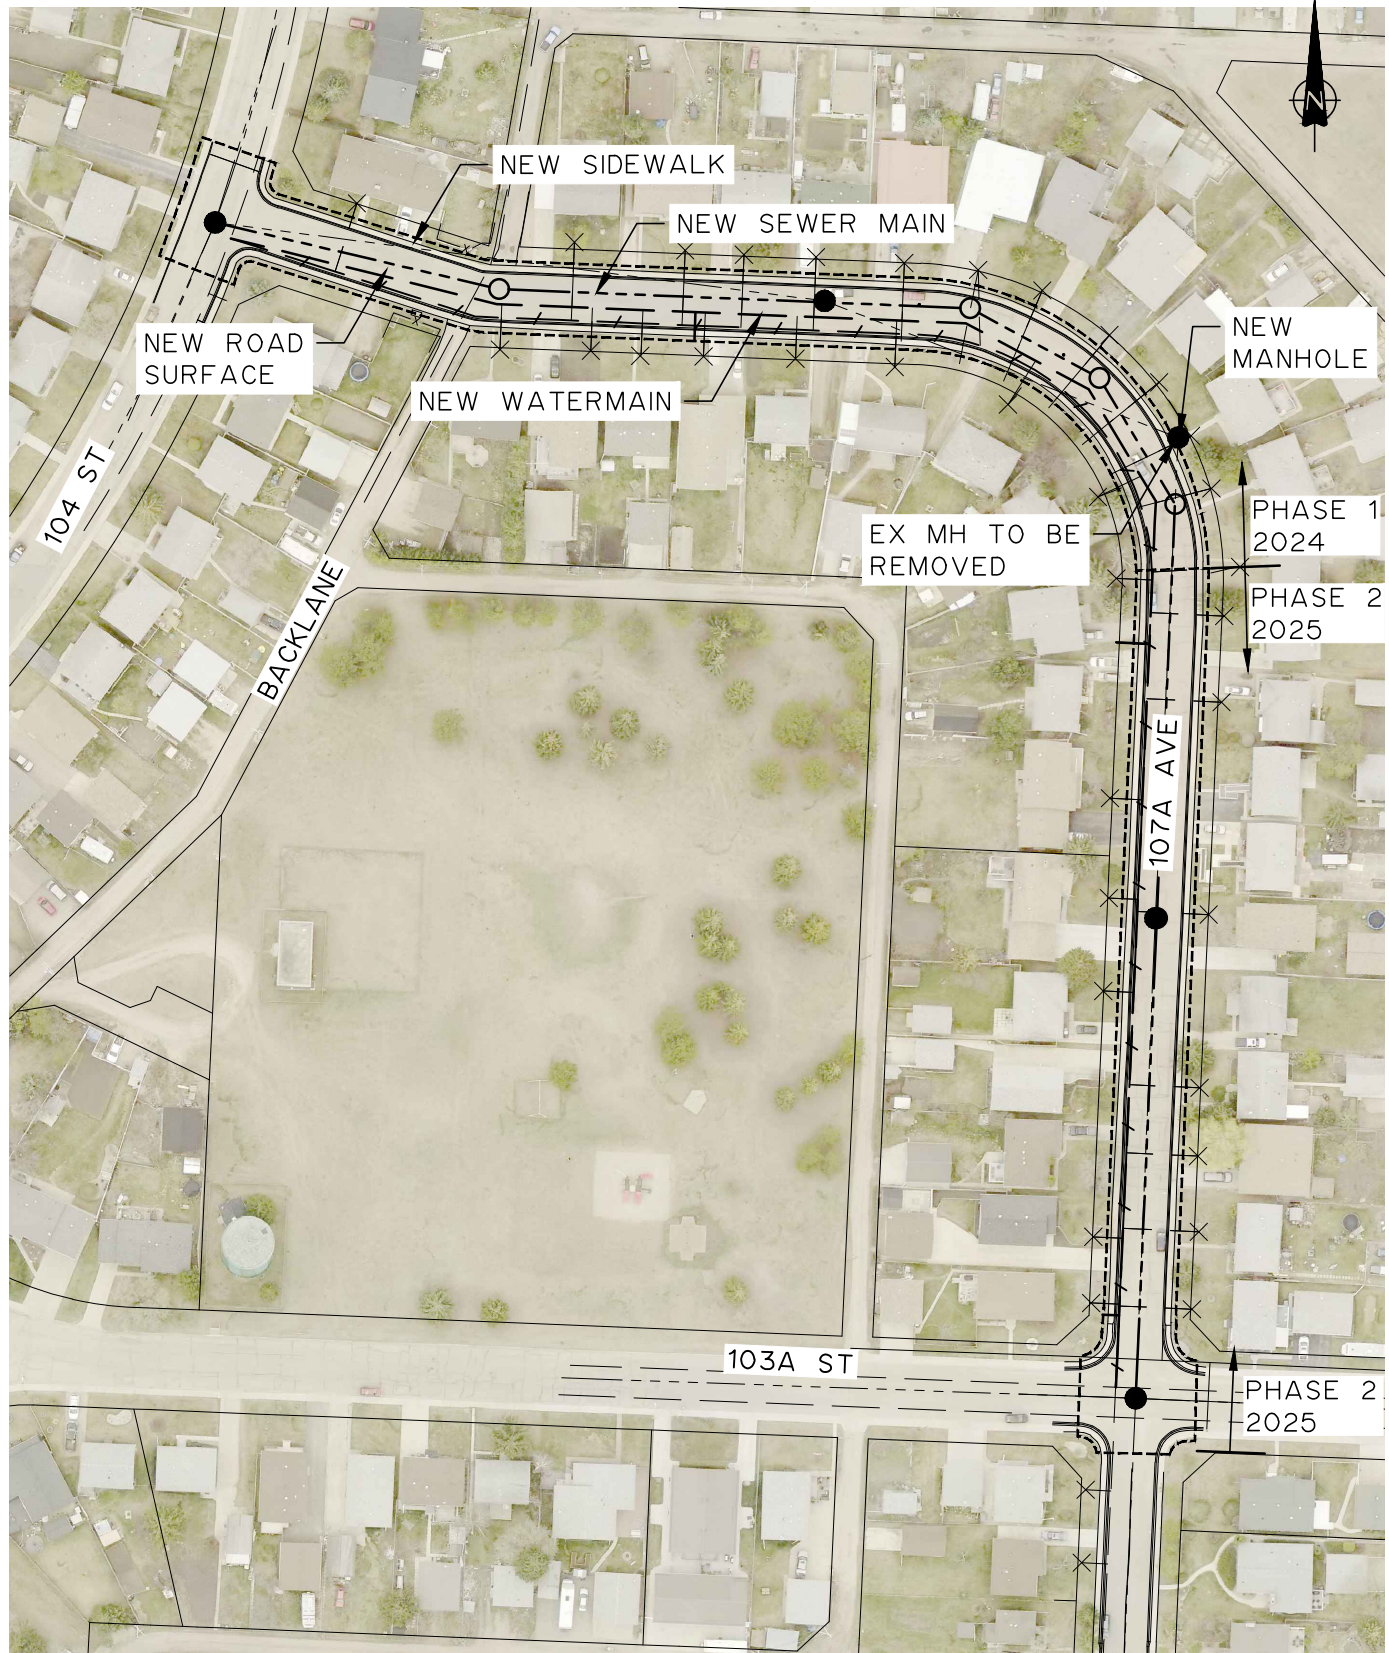 N
NEW SIDEWALK
NEW SEWER MAIN
NEW ROAD
SURFACE
NEW
MANHOLE
NEW WATERMAIN
104 ST
EX MH TO BE
REMOVED
PHASE 1
2024
PHASE 2
2025
BACKLANE
107A AVE
103A ST
PHASE 2
2025